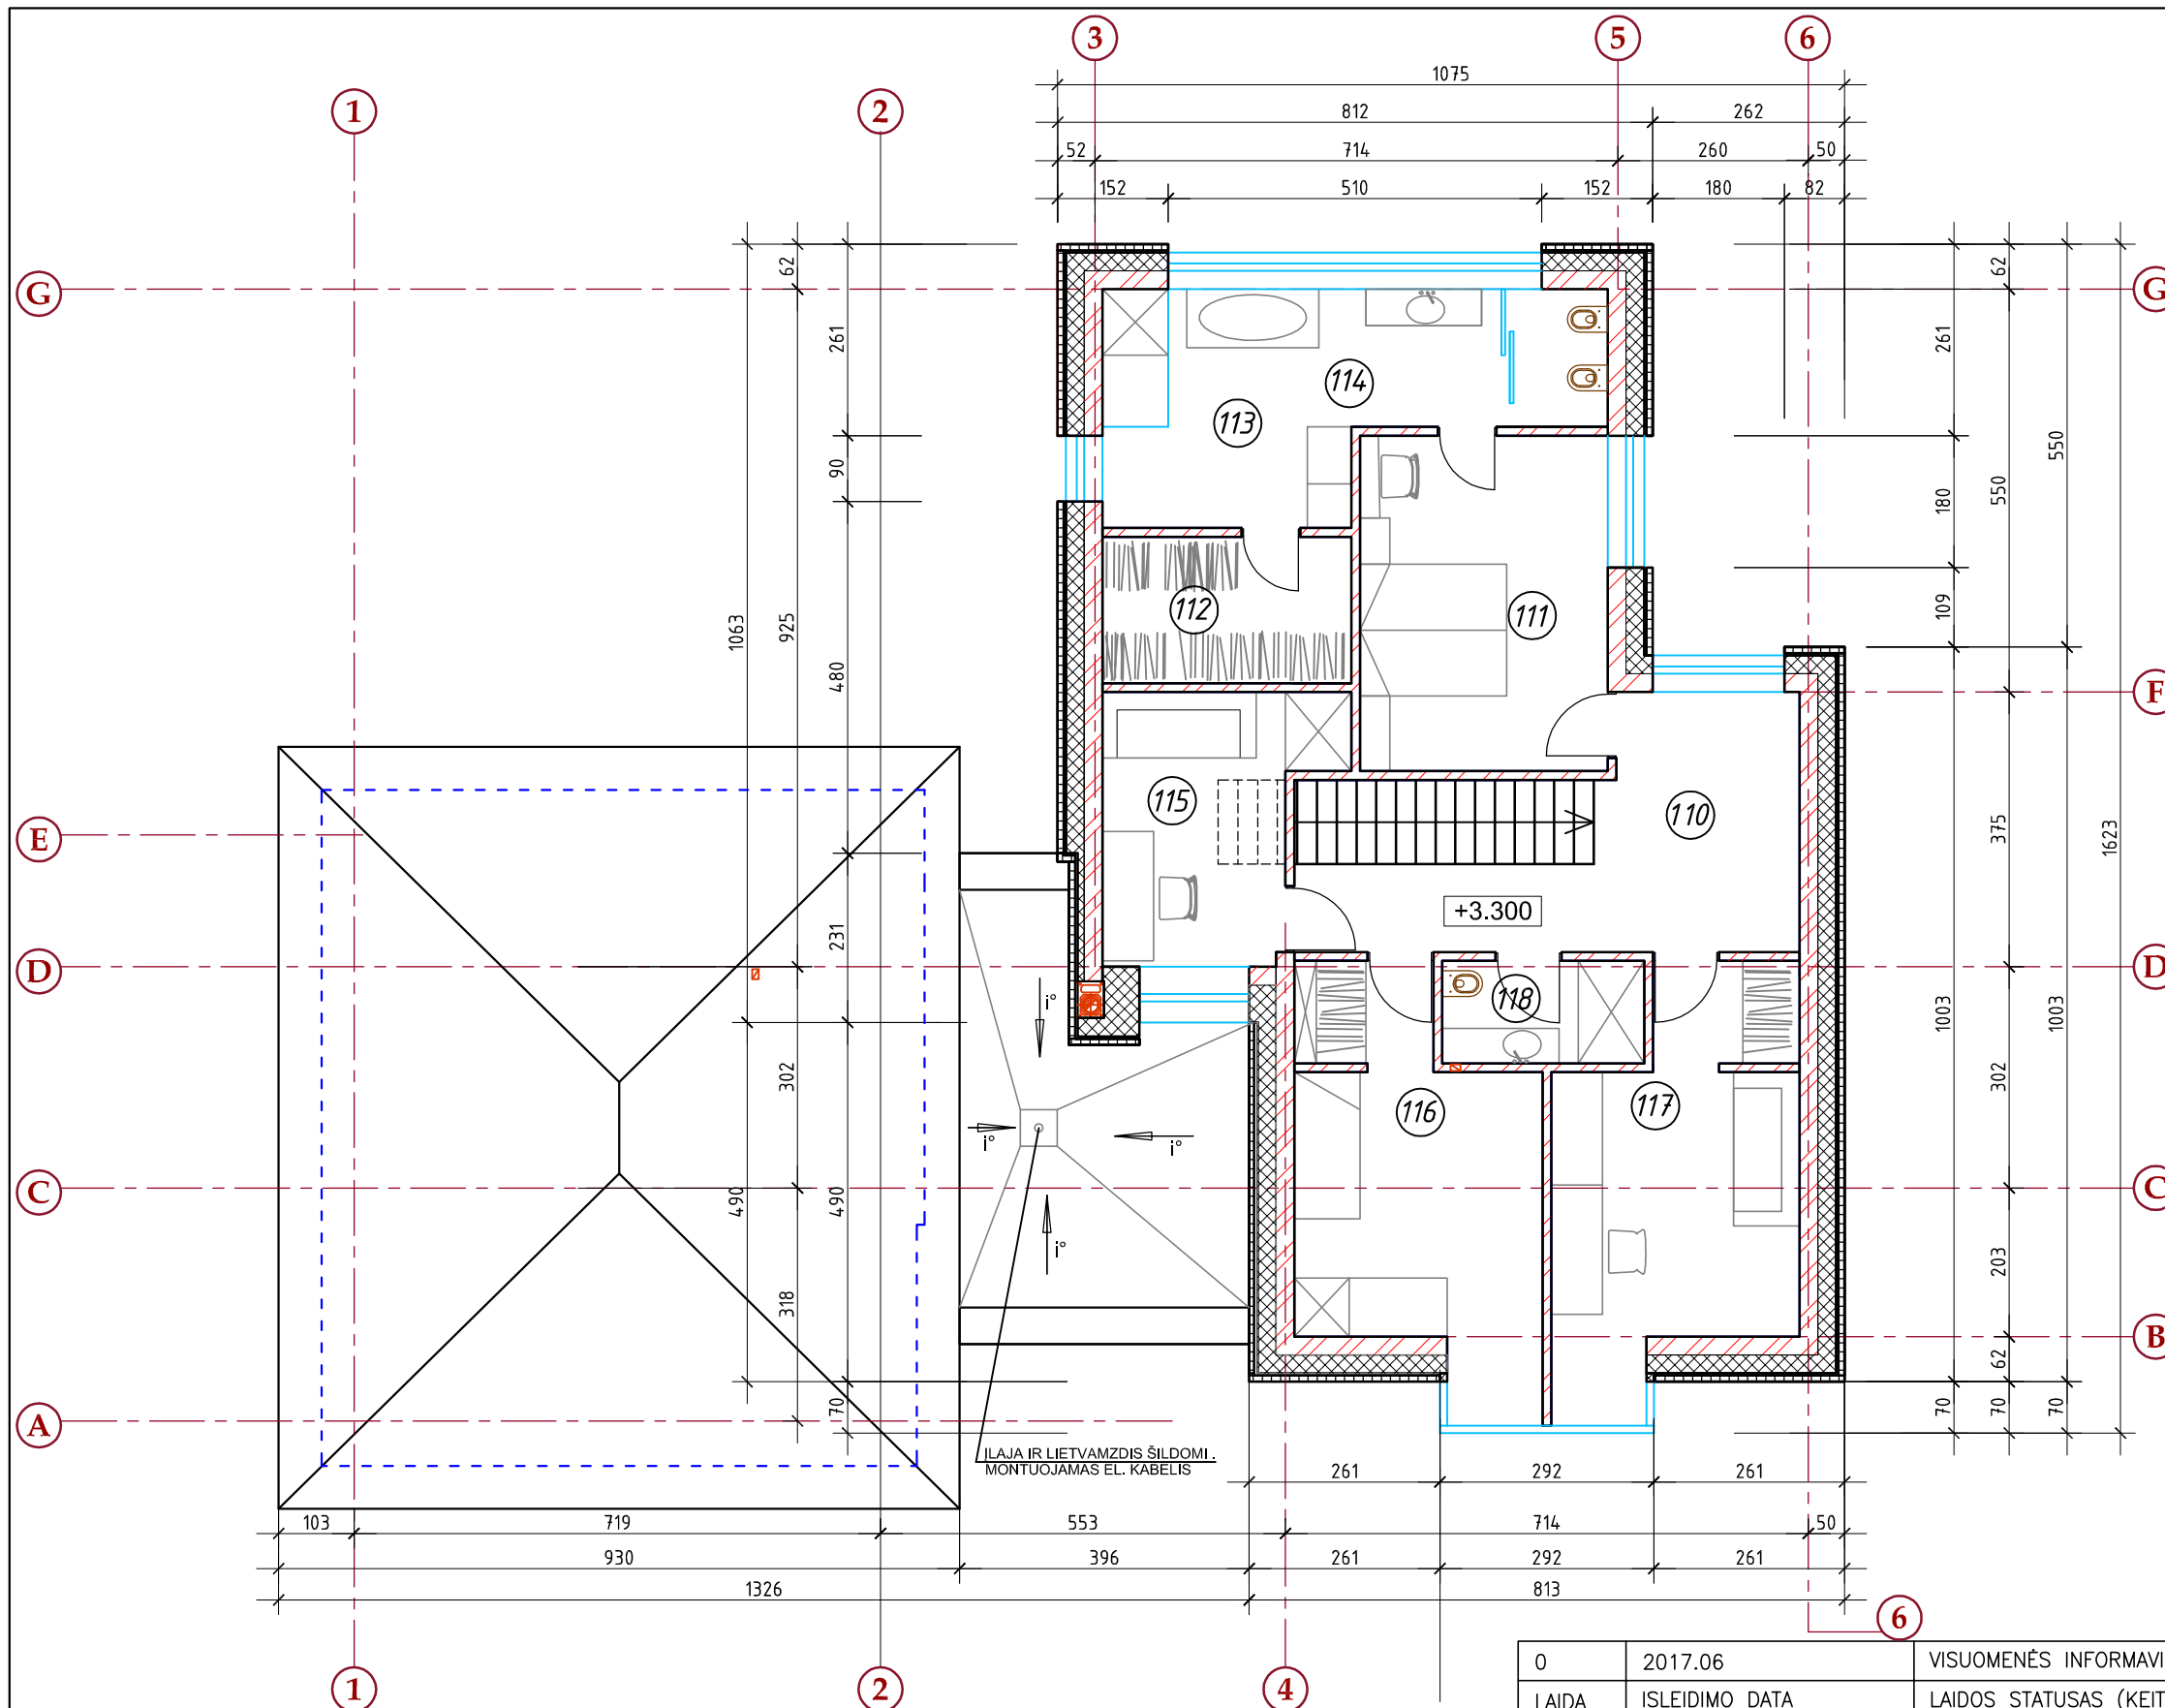 3 5 6
1075
1 2
812 262
52 714 260 50
152 510 152 180 82
62 62
G G
261 261
114
113
90
550
180 550
1063 925
480
112 111
109
F
115 110
E
375 1623
+3.300
231
D D
118
i°
1003 1003
302 302
116 117
i° i°
C C
490 490
i°
203
318
B
62
70 70 70 70
A
ĮLAJA IR LIETVAMZDIS ŠILDOMI .
MONTUOJAMAS EL. KABELIS
261 292 261
103 719 553 714 50
930 396 261 292 261
1326 813
6
0 2017.06 VISUOMENĖS INFORMAVI
1 2 4
LAIDA ISLEIDIMO DATA LAIDOS STATUSAS (KEIT